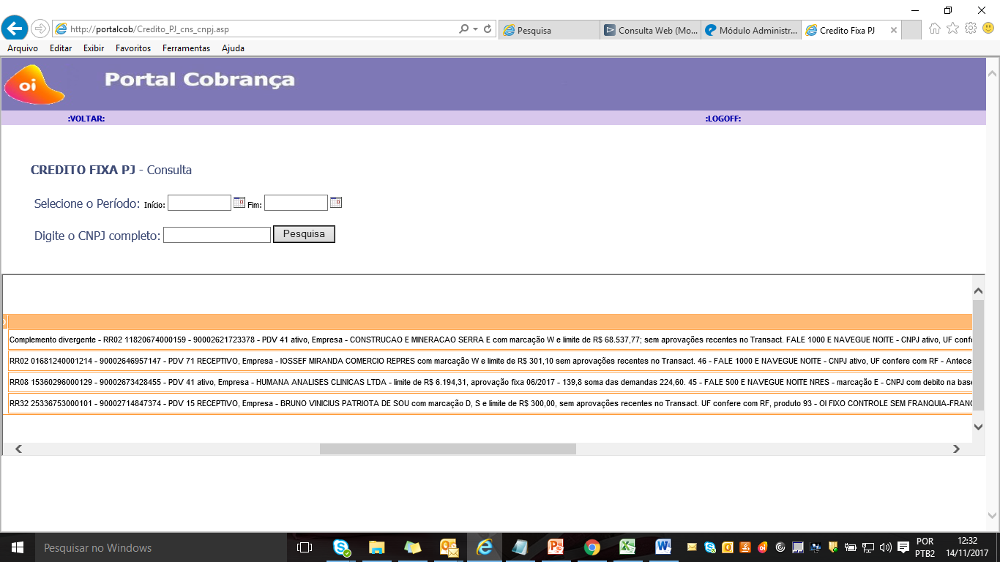 http://portalcob/Credito_PJ_cns_cnpj.asp
Pesquisa
Consulta Web (Mo...
Módulo Administr...
Credito Fixa PJ
Arquivo Editar Exibir Favoritos Ferramentas Ajuda
oi Portal Cobrança
:VOLTAR: :LOGOFF:
CREDITO FIXA PJ - Consulta
Selecione o Período: Início: Fim:
Digite o CNPJ completo: Pesquisa
Complemento divergente - RR02 11820674000159 - 90002621723378 - PDV 41 ativo, Empresa - CONSTRUCAO E MINERACAO SERRA E com marcação W e limite de R$ 68.537,77; sem aprovações recentes no Transact. FALE 1000 E NAVEGUE NOITE - CNPJ ativo, UF confe
RR02 01681240001214 - 90002646957147 - PDV 71 RECEPTIVO, Empresa - IOSSEF MIRANDA COMERCIO REPRES com marcação W e limite de R$ 301,10 sem aprovações recentes no Transact. 46 - FALE 1000 E NAVEGUE NOITE - CNPJ ativo, UF confere com RF - Anteces
RR08 15360296000129 - 90002673428455 - PDV 41 ativo, Empresa - HUMANA ANALISES CLINICAS LTDA - limite de R$ 6.194,31, aprovação fixa 06/2017 - 139,8 soma das demandas 224,60. 45 - FALE 500 E NAVEGUE NOITE NRES - marcação E - CNPJ com debito na base
RR32 25336753000101 - 90002714847374 - PDV 15 RECEPTIVO, Empresa - BRUNO VINICIUS PATRIOTA DE SOU com marcação D, S e limite de R$ 300,00, sem aprovações recentes no Transact. UF confere com RF, produto 93 - OI FIXO CONTROLE SEM FRANQUIA-FRANQ
Pesquisar no Windows
POR
PTB2
12:32
14/11/2017